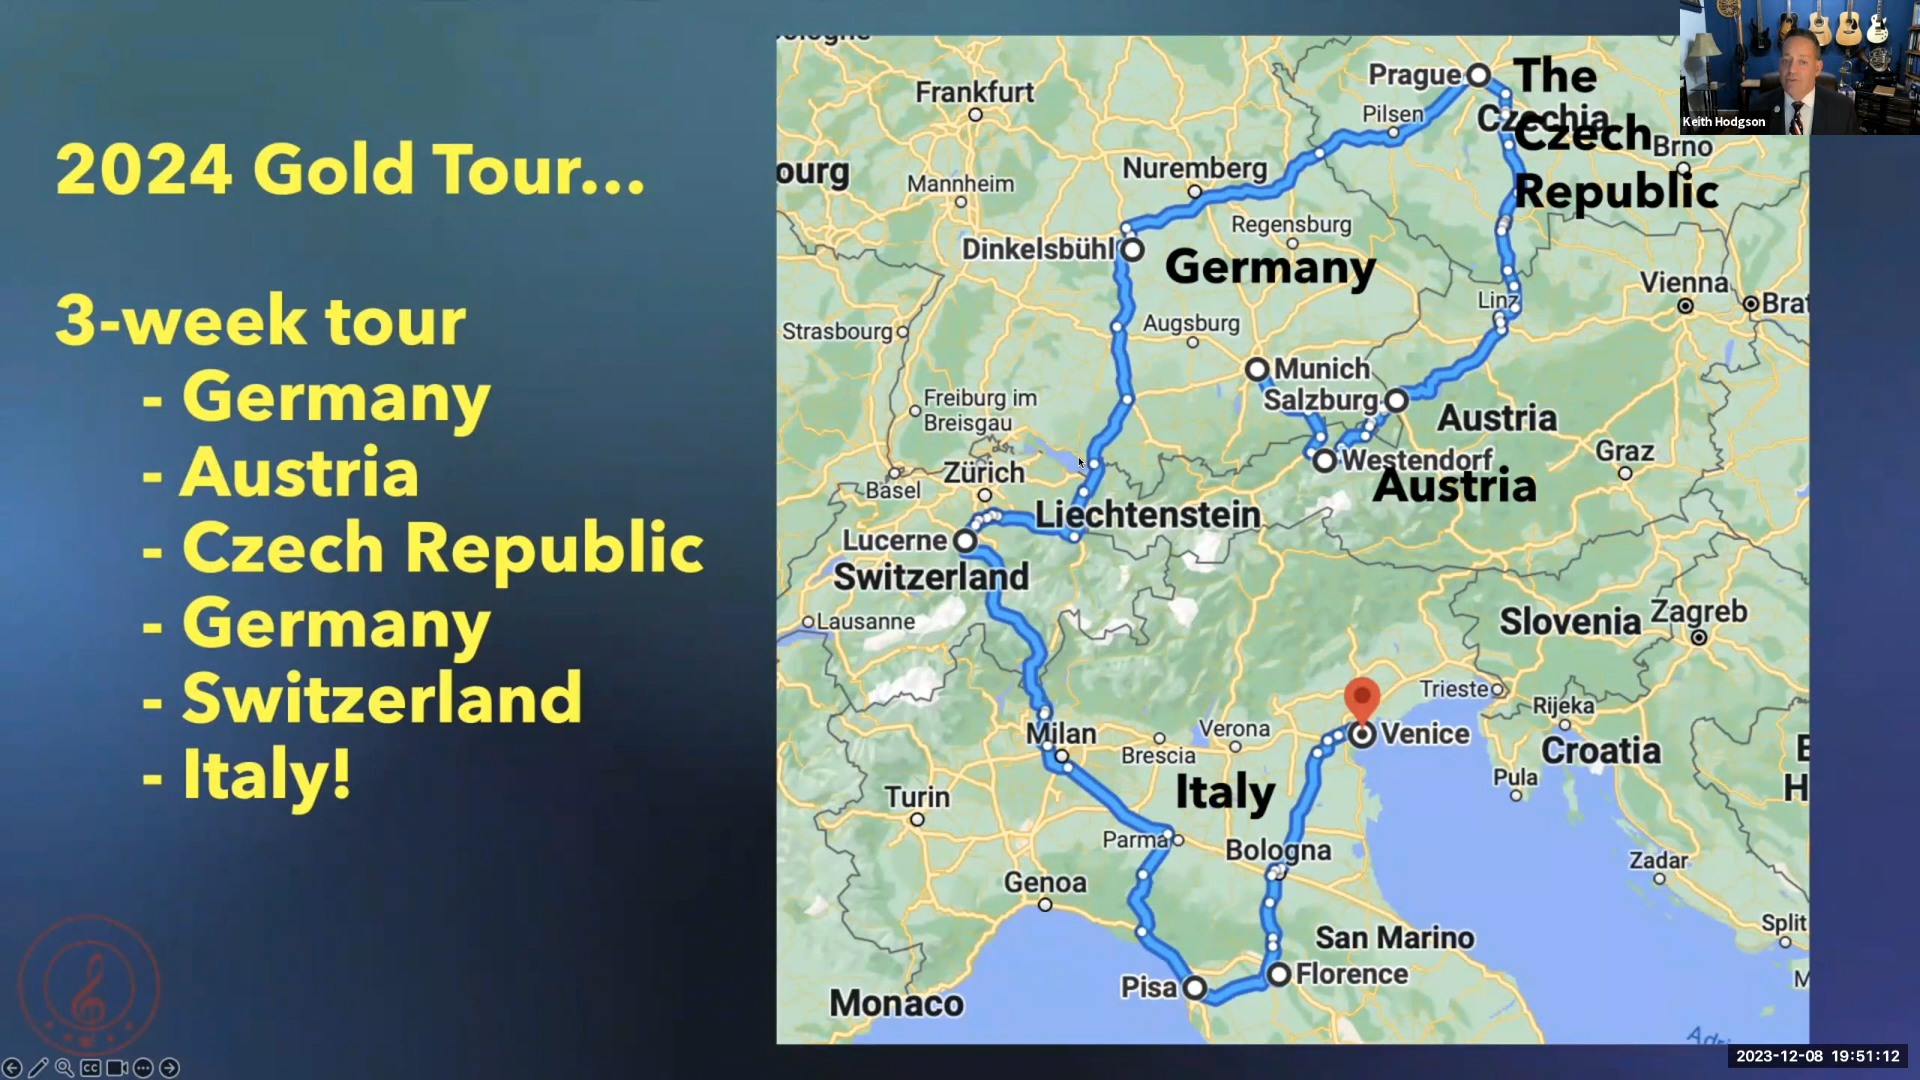 2024 Gold Tour...
3-week tour
- Germany
- Austria
- Czech Republic
- Germany
- Switzerland
- Italy!
Frankfurt
Prague
The
Czech
Republic
Czechia
Pilsen
Brno
ourg
Mannheim
Nuremberg
Regensburg
Dinkelsbühl
Germany
Vienna
Brat
Linz
Strasbourg
Augsburg
Munich
Salzburg
Austria
Freiburg im
Breisgau
Westendorf
Austria
Graz
Zürich
Basel
Liechtenstein
Lucerne
Switzerland
Lausanne
Slovenia
Zagreb
Trieste
Rijeka
Milan
Verona
Venice
Brescia
Croatia
Pula
Italy
Turin
Parma
Bologna
Zadar
Genoa
Split
San Marino
Florence
Pisa
Monaco
Keith Hodgson
CC
2023-12-08 19:51:12